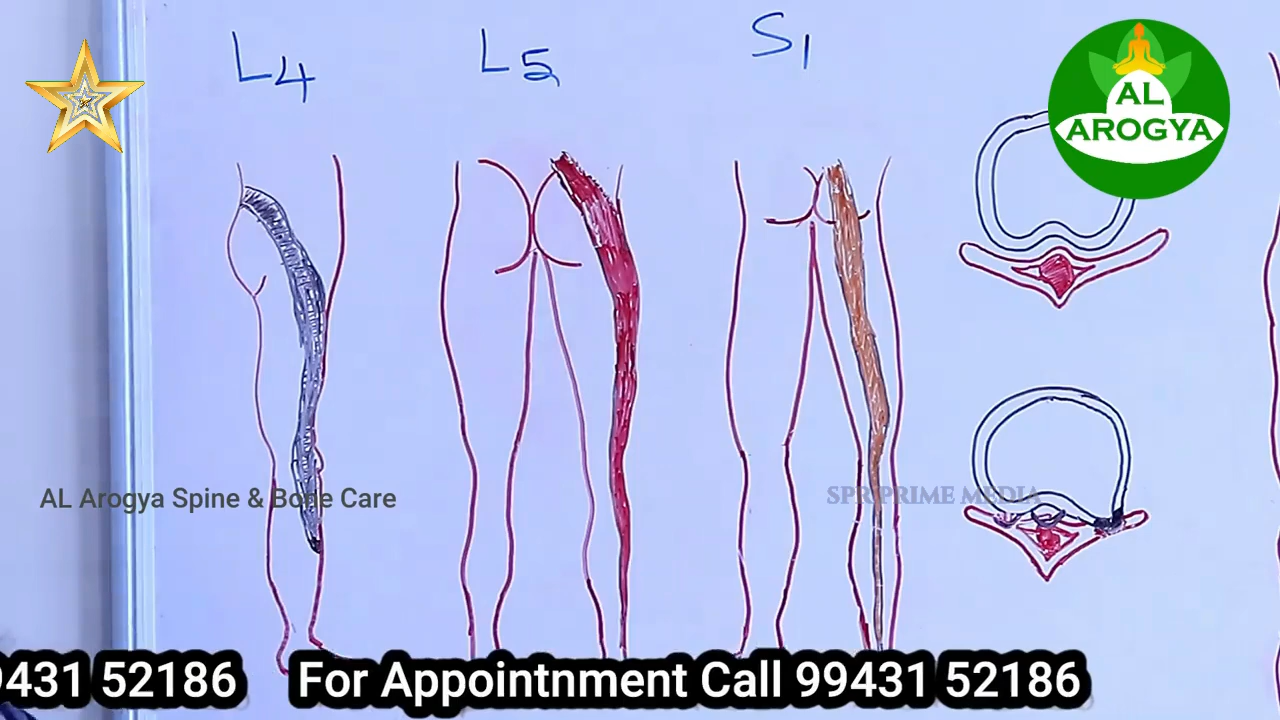 L4
L5
S1
AL
AROGYA
AL Arogya Spine & Bone Care
SPR PRIME MEDIA
9431 52186
For Appointnment Call 99431 52186